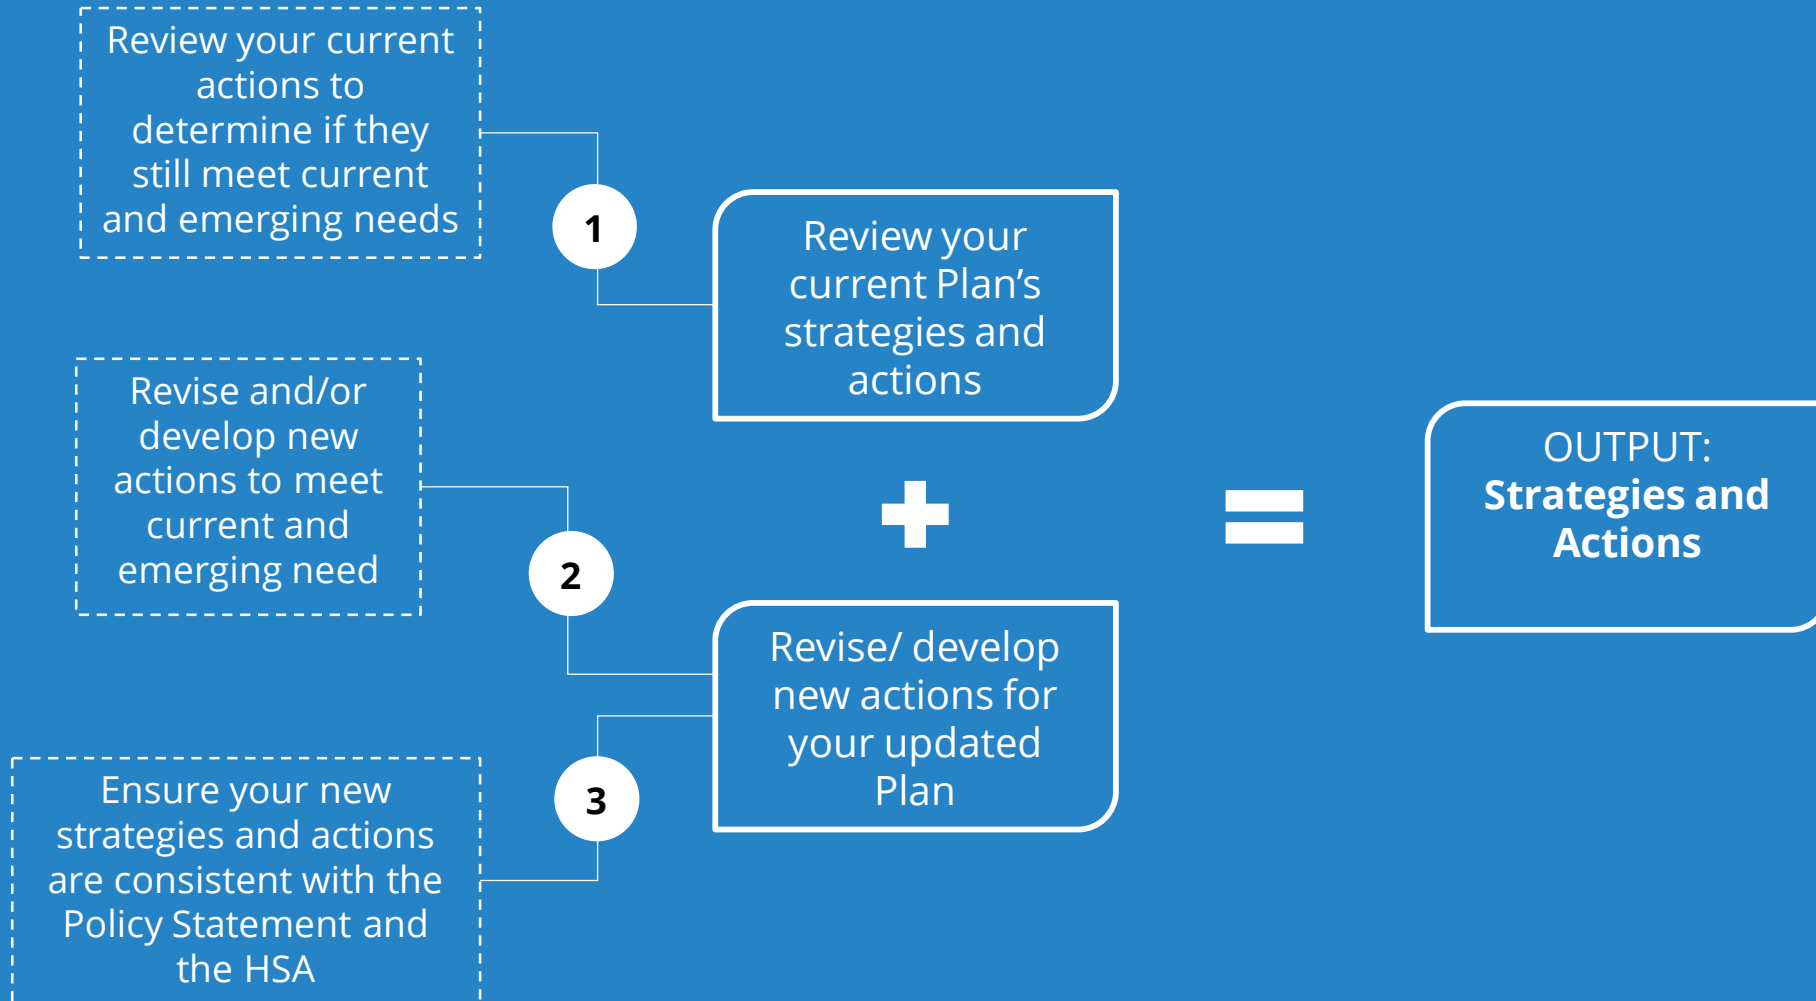 Review your current
actions to
determine if they
still meet current
and emerging needs
1
Review your
current Plan’s
strategies and
actions
Revise and/or
develop new
actions to meet
current and
emerging need
2
OUTPUT:
Strategies and
Actions
Revise/ develop
new actions for
your updated
Plan
3
Ensure your new
strategies and actions
are consistent with the
Policy Statement and
the HSA